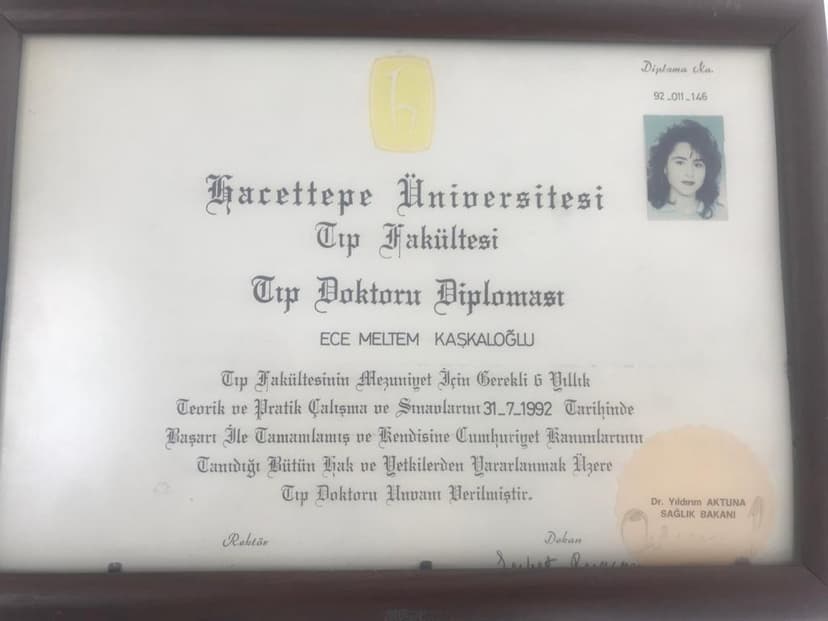 Diploma No.
92_011_146
Hacettepe Üniversitesi
Tıp Fakültesi
Tıp Doktoru Diploması
ECE MELTEM KAŞKALOĞLU
Tıp Fakültesinin Mezuniyet İçin Gerekli 6 Yıllık
Teorik ve Pratik Çalışma ve Sınavlarını 31_7_1992 Tarihinde
Başarı İle Tamamlamış ve Kendisine Cumhuriyet Kanunlarının
Tanıdığı Bütün Hak ve Yetkilerden Yararlanmak Üzere
Tıp Doktoru Unvanı Verilmiştir.
Dr. Yıldırım AKTUNA
SAĞLIK BAKANI
Rektör
Dekan